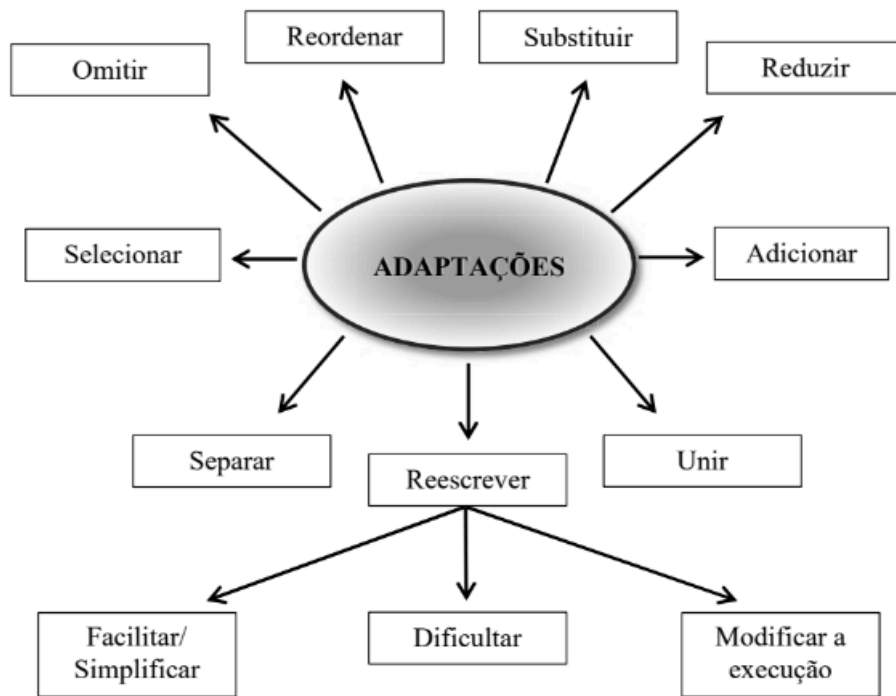 Reordenar
Substituir
Omitir
Reduzir
Selecionar
ADAPTAÇÕES
Adicionar
Separar
Reescrever
Unir
Facilitar/
Simplificar
Dificultar
Modificar a
execução